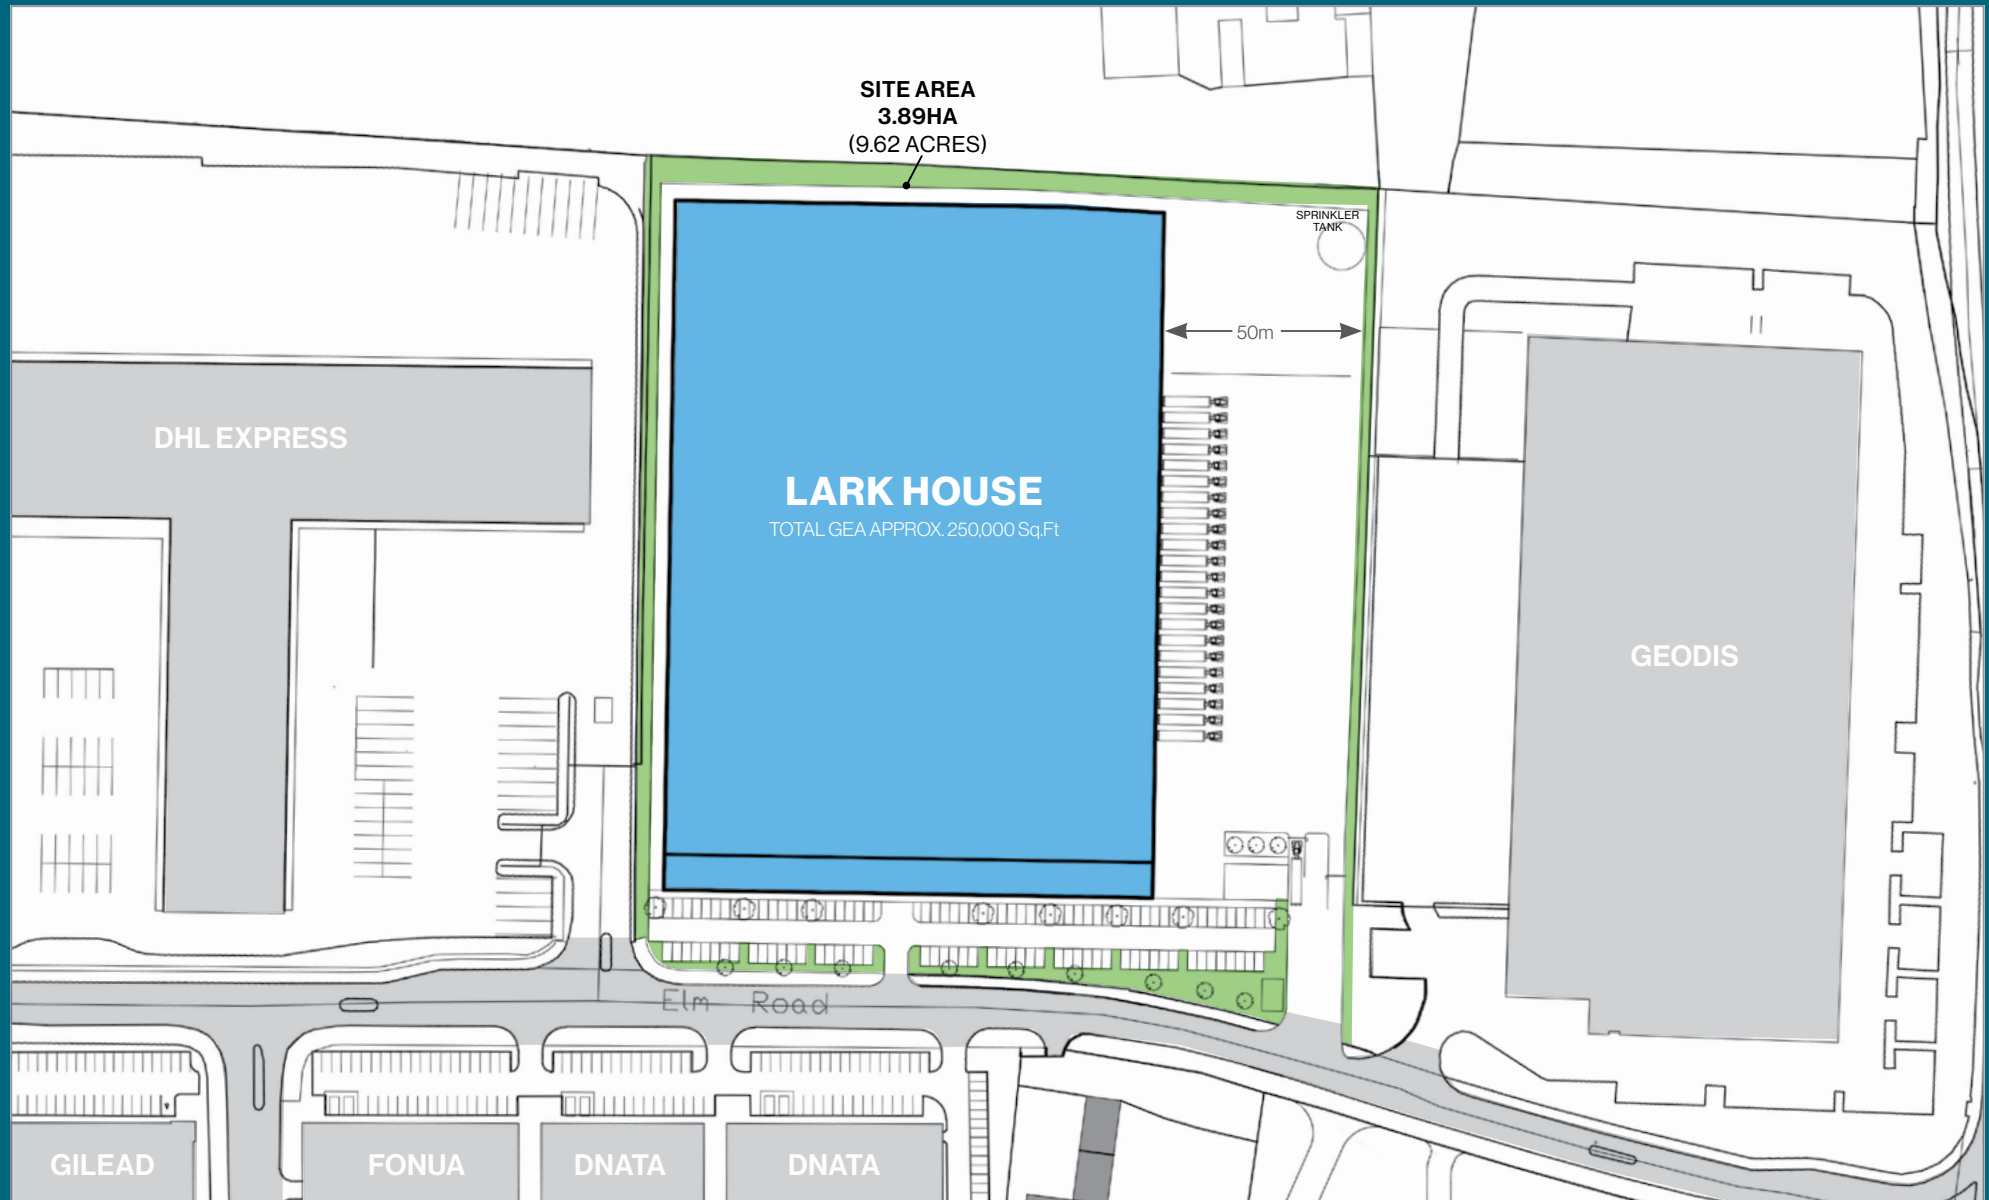 SITE AREA
3.89HA
(9.62 ACRES)
SPRINKLER
TANK
50m
DHL EXPRESS
LARK HOUSE
TOTAL GEA APPROX. 250,000 Sq.Ft
GEODIS
Elm Road
GILEAD
FONUA
DNATA
DNATA